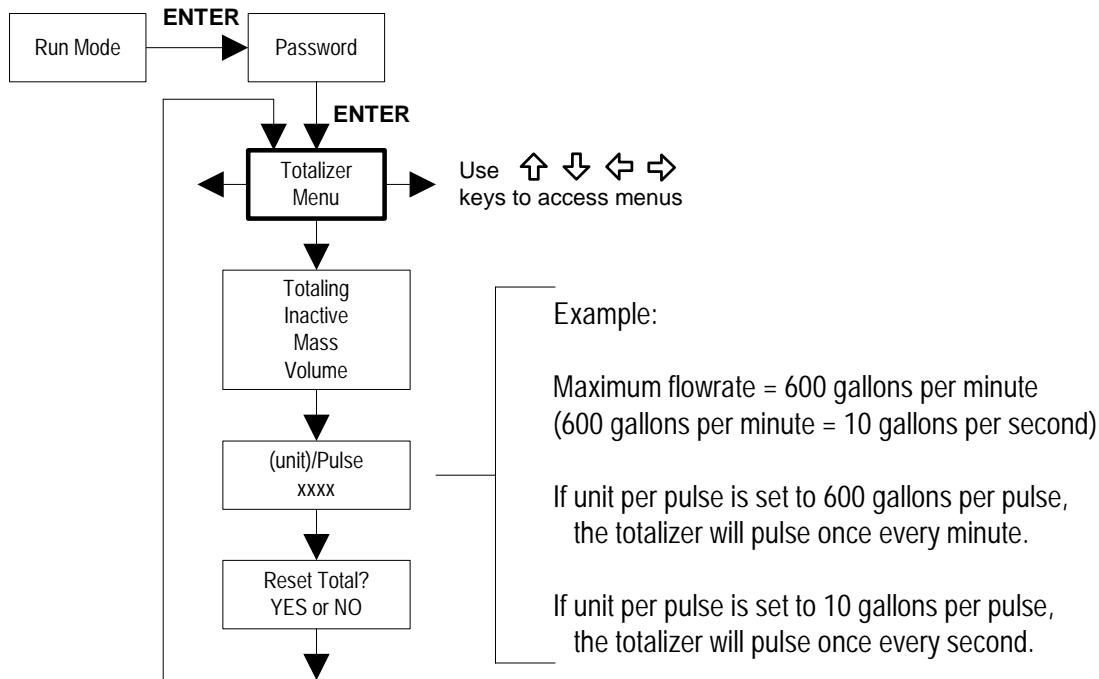 ENTER
Run Mode
Password
ENTER
Totalizer
Menu
Use
keys to access menus
Totaling
Inactive
Mass
Volume
(unit)/Pulse
xxxx
Reset Total?
YES or NO
Example:
Maximum flowrate = 600 gallons per minute
(600 gallons per minute = 10 gallons per second)
If unit per pulse is set to 600 gallons per pulse,
the totalizer will pulse once every minute.
If unit per pulse is set to 10 gallons per pulse,
the totalizer will pulse once every second.